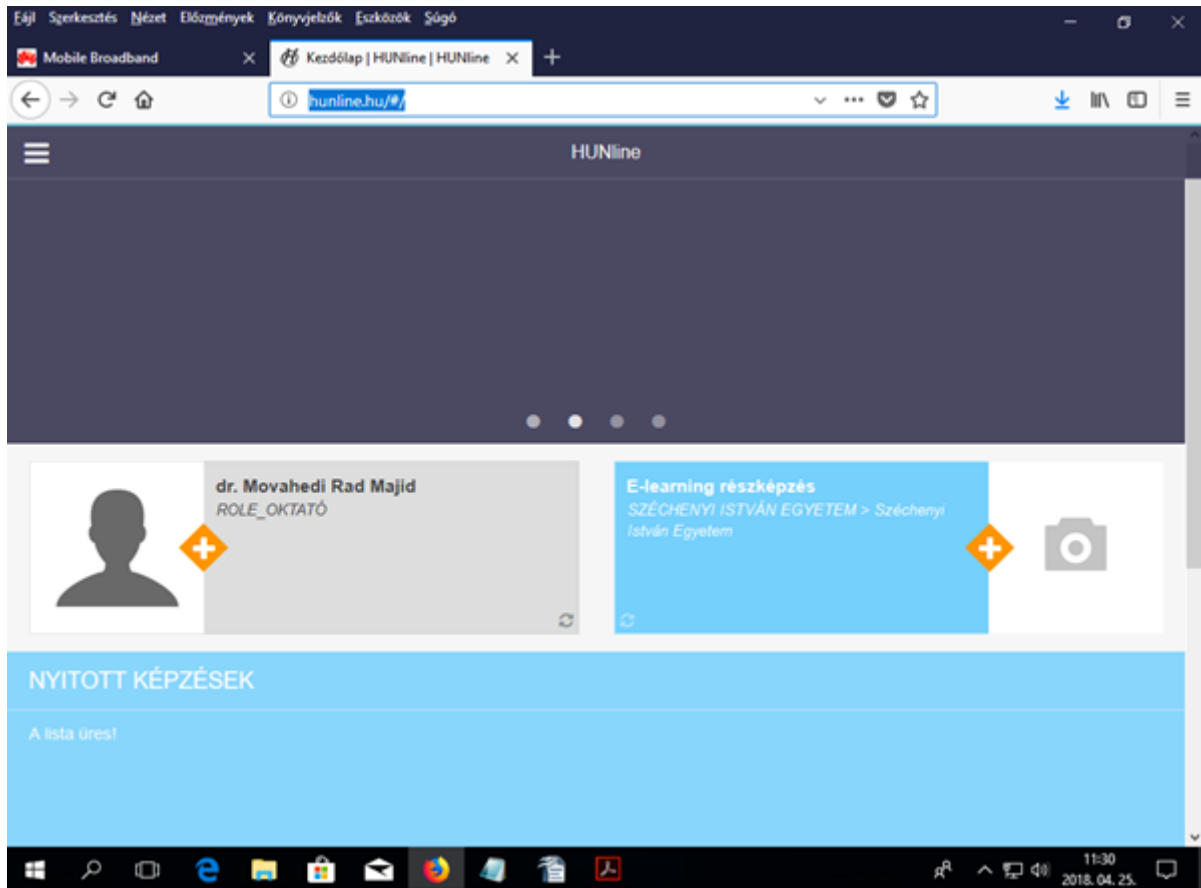 Fájl Szerkesztés Nézet Előzmények Könyvjelzők Eszközök Súgó
Mobile Broadband
Kezdőlap | HUNline | HUNline
hunline.hu/#/
HUNline
dr. Movahedi Rad Majid
ROLE_OKTATÓ
E-learning részképzés
SZÉCHENYI ISTVÁN EGYETEM > Széchenyi
István Egyetem
NYITOTT KÉPZÉSEK
A lista üres!
11:30
2018. 04. 25.